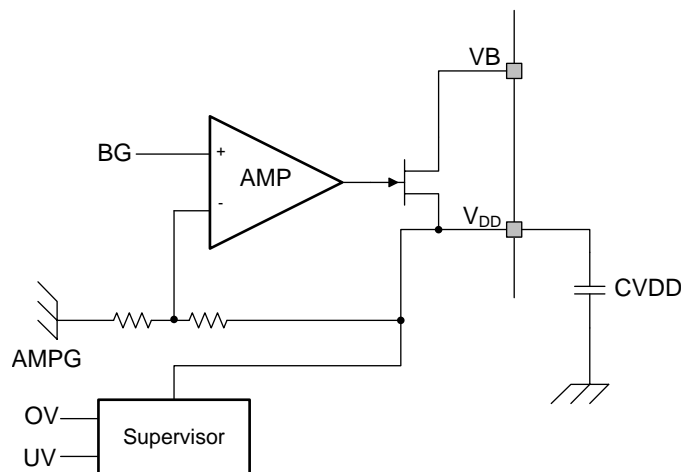 VB
BG
+
AMP
-
VDD
CVDD
AMPG
OV
Supervisor
UV